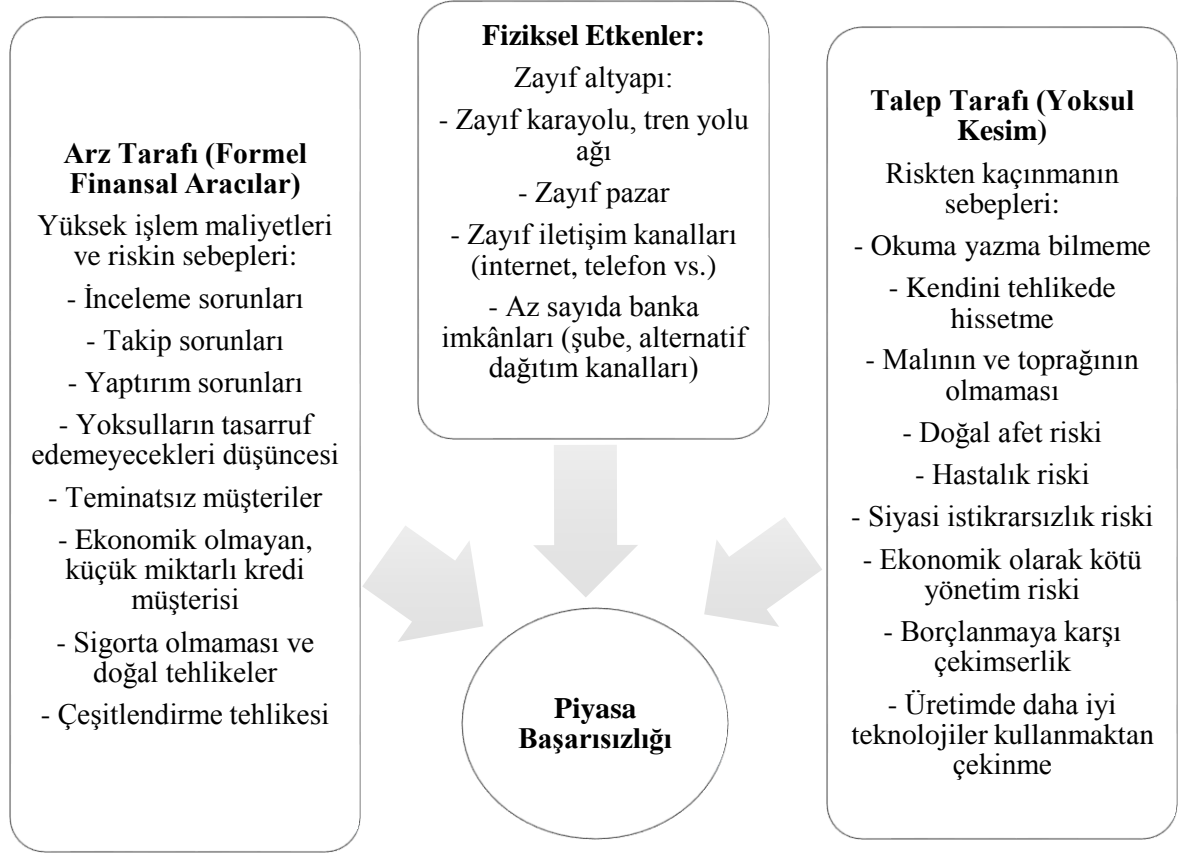 Arz Tarafı (Formel
Finansal Aracılar)
Yüksek işlem maliyetleri
ve riskin sebepleri:
- İnceleme sorunları
- Takip sorunları
- Yaptırım sorunları
- Yoksulların tasarruf
edemeyecekleri düşüncesi
- Teminatsız müşteriler
- Ekonomik olmayan,
küçük miktarlı kredi
müşterisi
- Sigorta olmaması ve
doğal tehlikeler
- Çeşitlendirme tehlikesi
Fiziksel Etkenler:
Zayıf altyapı:
- Zayıf karayolu, tren yolu
ağı
- Zayıf pazar
- Zayıf iletişim kanalları
(internet, telefon vs.)
- Az sayıda banka
imkânları (şube, alternatif
dağıtım kanalları)
Talep Tarafı (Yoksul
Kesim)
Riskten kaçınmanın
sebepleri:
- Okuma yazma bilmeme
- Kendini tehlikede
hissetme
- Malının ve toprağının
olmaması
- Doğal afet riski
- Hastalık riski
- Siyasi istikrarsızlık riski
- Ekonomik olarak kötü
yönetim riski
- Borçlanmaya karşı
çekimserlik
- Üretimde daha iyi
teknolojiler kullanmaktan
çekinme
Piyasa
Başarısızlığı